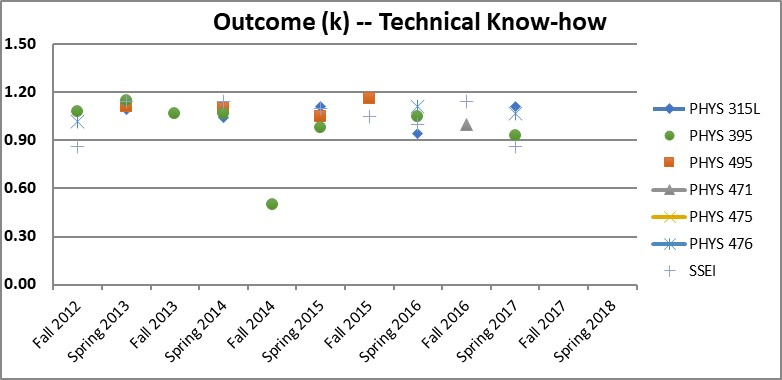 Outcome (k) -- Technical Know-how
1.50
1.20
0.90
0.60
0.30
0.00
Fall 2012
Spring 2013
Fall 2013
Spring 2014
Fall 2014
Spring 2015
Fall 2015
Spring 2016
Fall 2016
Spring 2017
Fall 2017
Spring 2018
PHYS 315L
PHYS 395
PHYS 495
PHYS 471
PHYS 475
PHYS 476
SSEI